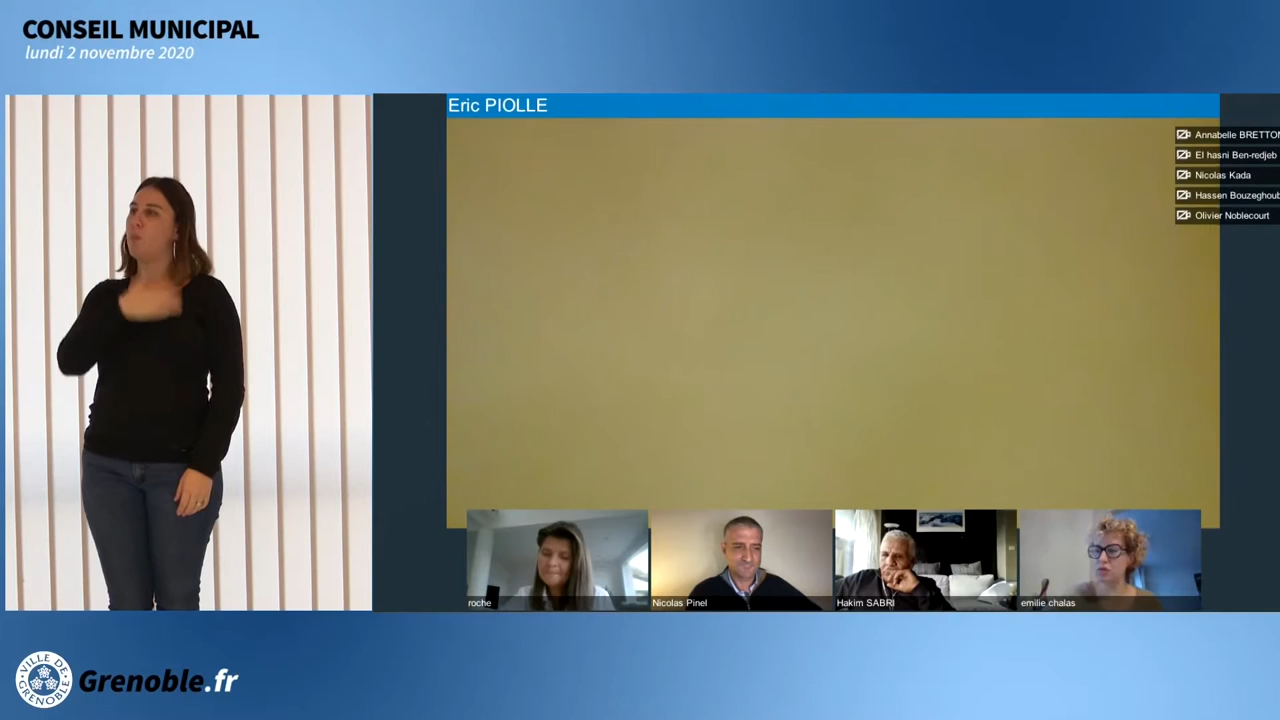 CONSEIL MUNICIPAL
lundi 2 novembre 2020
Eric PIOLLE
Annabelle BRETTON
El hasni Ben-redjeb
Nicolas Kada
Hassen Bouzeghoub
Olivier Noblecourt
roche
Nicolas Pinel
Hakim SABRI
emilie chalas
VILLE DE GRENOBLE
Grenoble.fr